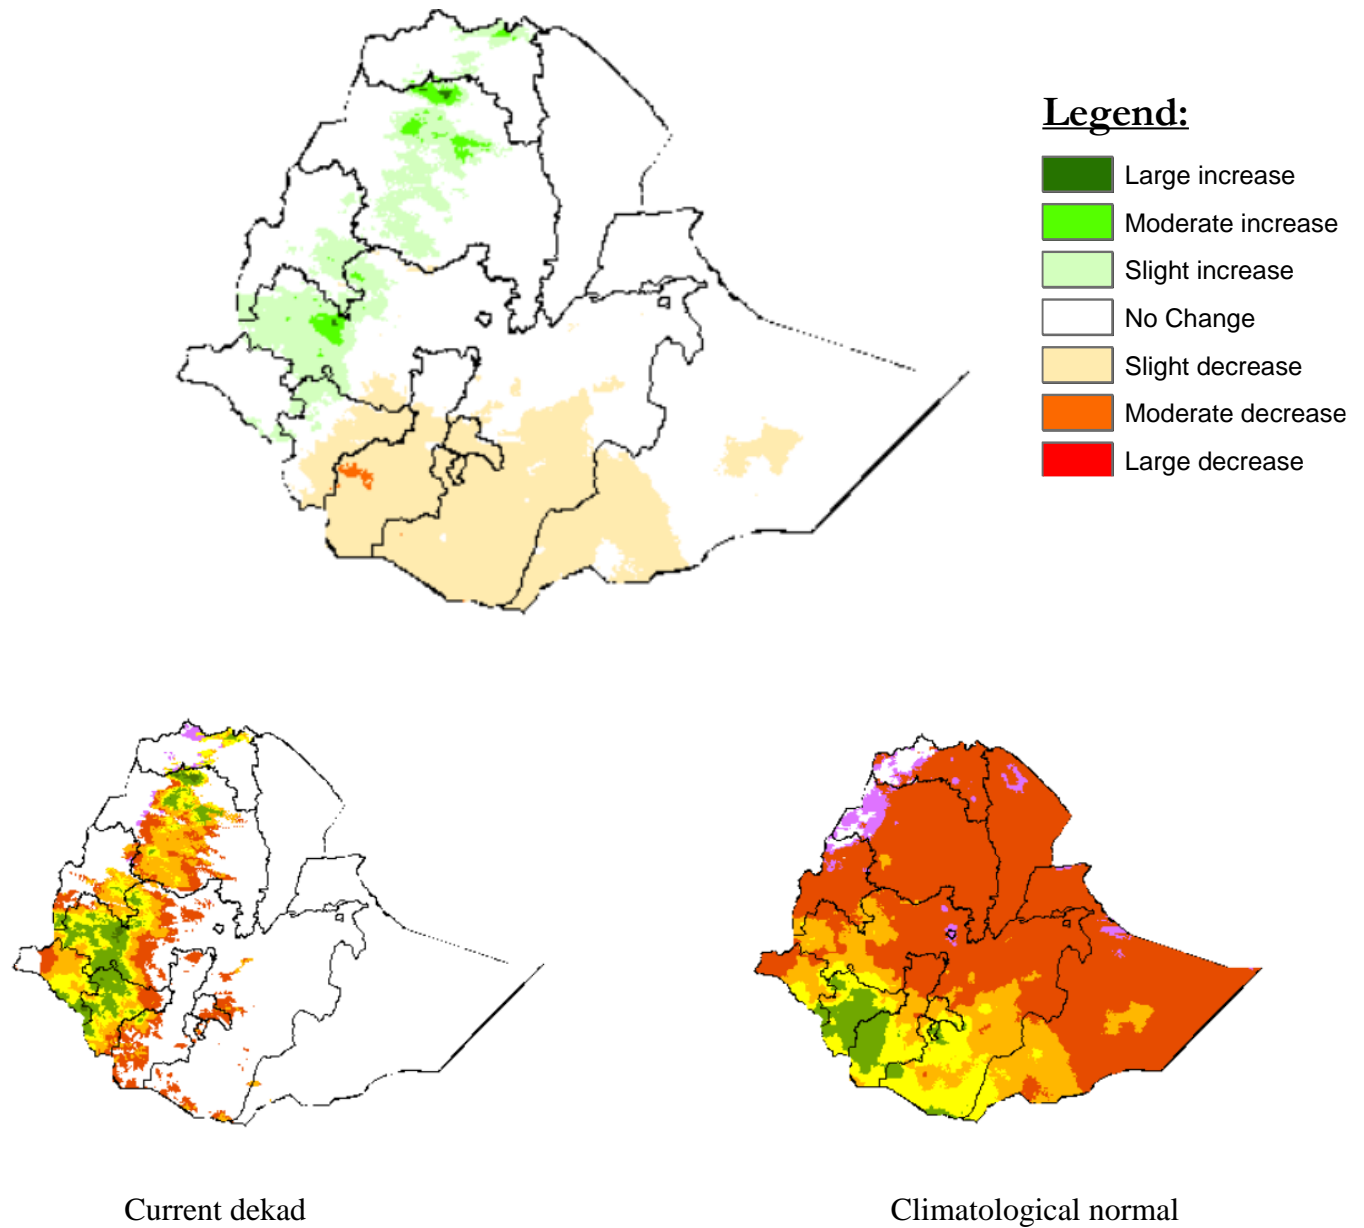 Legend:
Large increase
Moderate increase
Slight increase
No Change
Slight decrease
Moderate decrease
Large decrease
Current dekad
Climatological normal